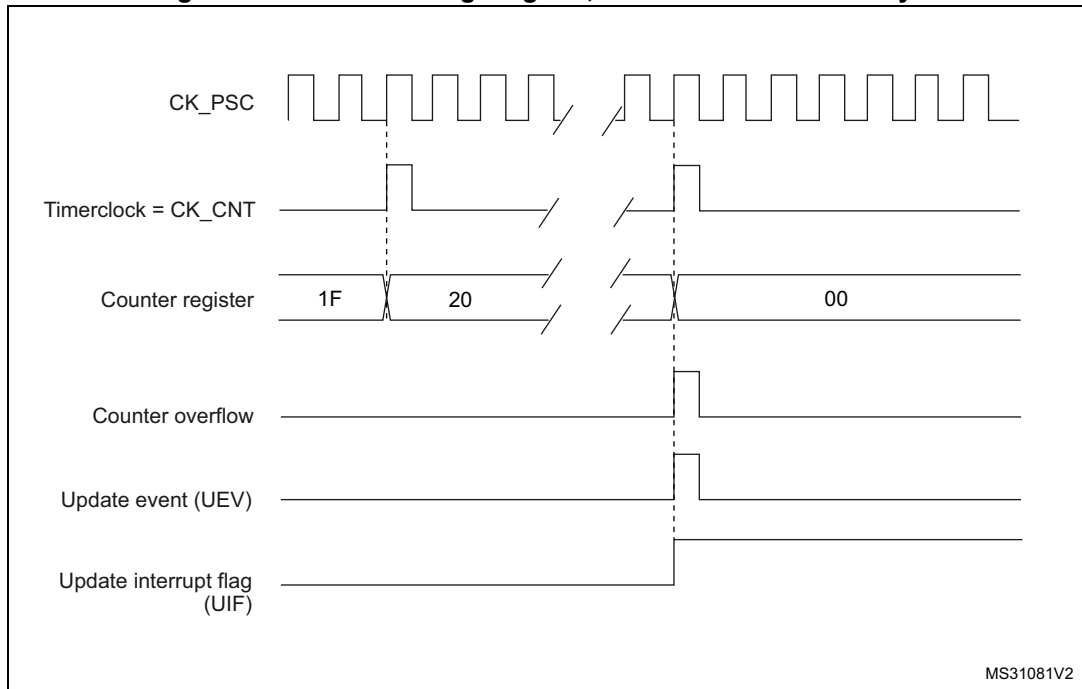 CK_PSC
Timerclock = CK_CNT
Counter register
1F
20
00
Counter overflow
Update event (UEV)
Update interrupt flag
(UIF)
MS31081V2